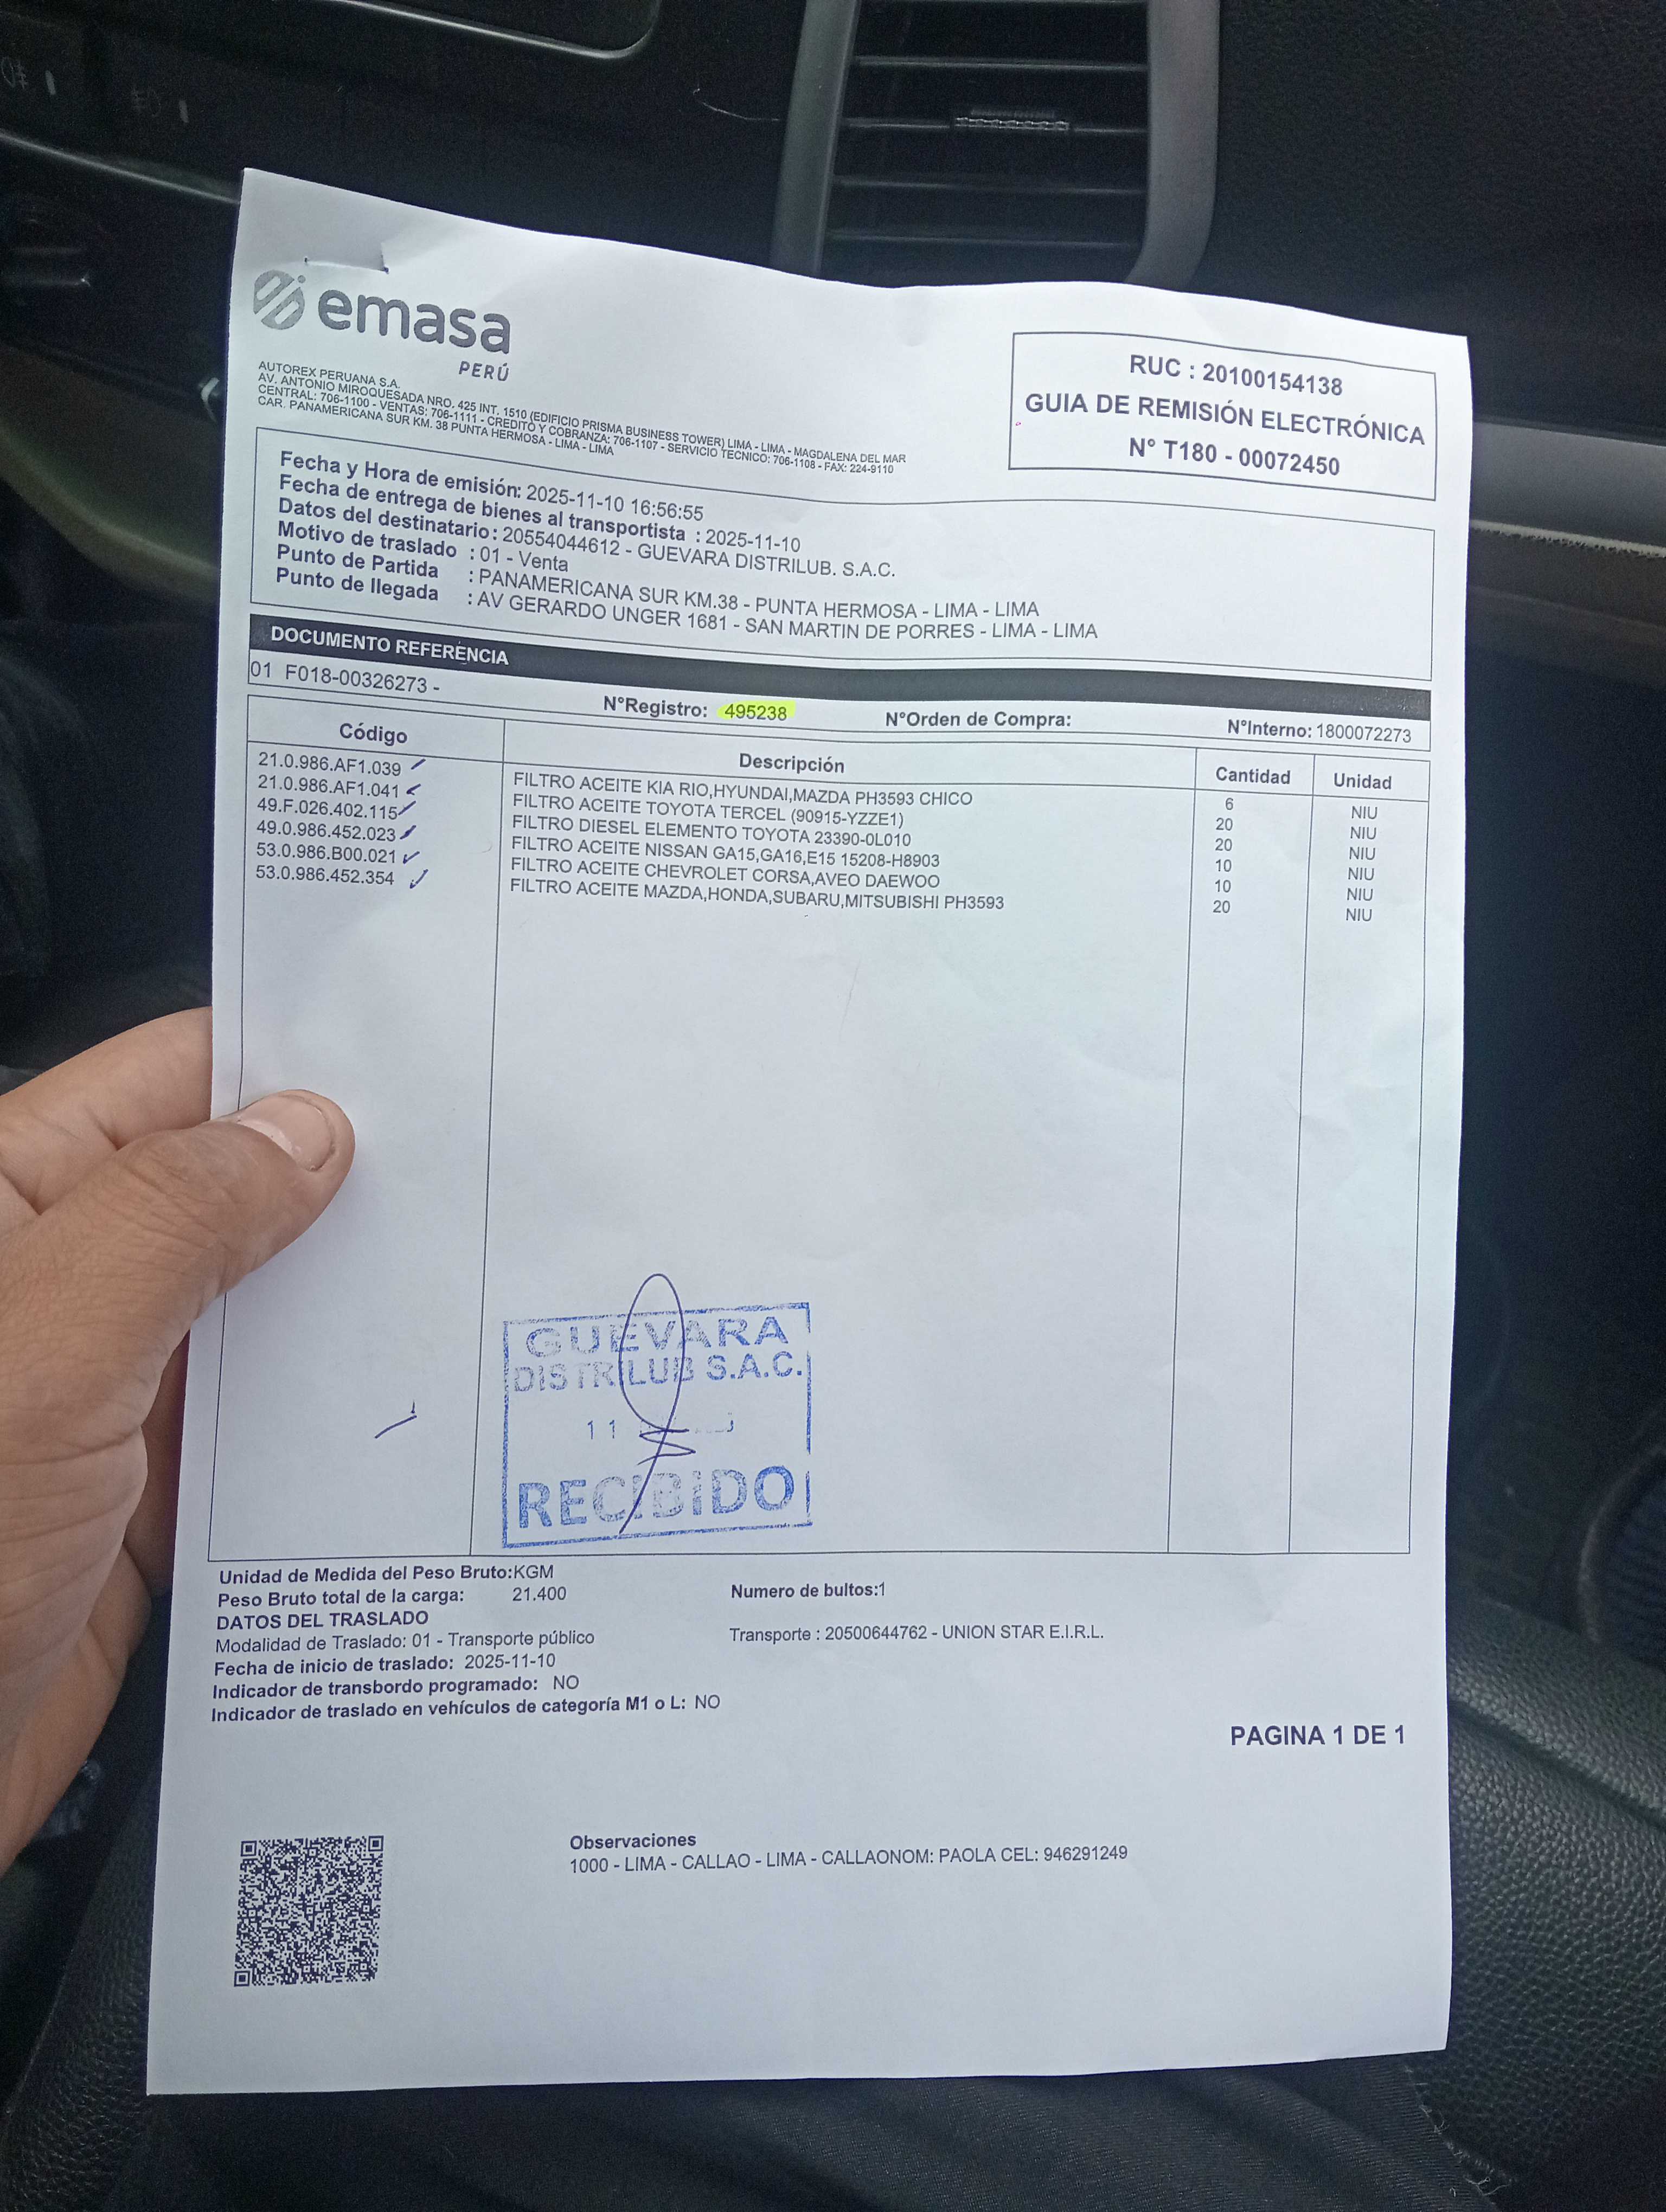 emasa
PERÚ
AUTOREX PERUANA S.A.
AV. ANTONIO MIROQUESADA NRO. 425 INT. 1510 (EDIFICIO PRISMA BUSINESS TOWER) LIMA - LIMA - MAGDALENA DEL MAR
CENTRAL: 706-1100 - VENTAS: 706-1111 - CREDITO Y COBRANZA: 706-1107 - SERVICIO TECNICO: 706-1108 - FAX: 224-9110
CAR. PANAMERICANA SUR KM. 38 PUNTA HERMOSA - LIMA - LIMA
RUC : 20100154138
GUIA DE REMISIÓN ELECTRÓNICA
N° T180 - 00072450
Fecha y Hora de emisión: 2025-11-10 16:56:55
Fecha de entrega de bienes al transportista : 2025-11-10
Datos del destinatario: 20554044612 - GUEVARA DISTRILUB. S.A.C.
Motivo de traslado : 01 - Venta
Punto de Partida : PANAMERICANA SUR KM.38 - PUNTA HERMOSA - LIMA - LIMA
Punto de llegada : AV GERARDO UNGER 1681 - SAN MARTIN DE PORRES - LIMA - LIMA
DOCUMENTO REFERENCIA
01 F018-00326273 - N°Registro: 495238 N°Orden de Compra: N°Interno: 1800072273
Código Descripción Cantidad Unidad
21.0.986.AF1.039 FILTRO ACEITE KIA RIO,HYUNDAI,MAZDA PH3593 CHICO 6 NIU
21.0.986.AF1.041 FILTRO ACEITE TOYOTA TERCEL (90915-YZZE1) 20 NIU
49.F.026.402.115 FILTRO DIESEL ELEMENTO TOYOTA 23390-0L010 20 NIU
49.0.986.452.023 FILTRO ACEITE NISSAN GA15,GA16,E15 15208-H8903 10 NIU
53.0.986.B00.021 FILTRO ACEITE CHEVROLET CORSA,AVEO DAEWOO 10 NIU
53.0.986.452.354 FILTRO ACEITE MAZDA,HONDA,SUBARU,MITSUBISHI PH3593 20 NIU
GUEVARA
DISTRILUB S.A.C.
11
RECIBIDO
Unidad de Medida del Peso Bruto:KGM
Peso Bruto total de la carga: 21.400 Numero de bultos:1
DATOS DEL TRASLADO
Modalidad de Traslado: 01 - Transporte público Transporte : 20500644762 - UNION STAR E.I.R.L.
Fecha de inicio de traslado: 2025-11-10
Indicador de transbordo programado: NO
Indicador de traslado en vehículos de categoría M1 o L: NO
PAGINA 1 DE 1
Observaciones
1000 - LIMA - CALLAO - LIMA - CALLAONOM: PAOLA CEL: 946291249